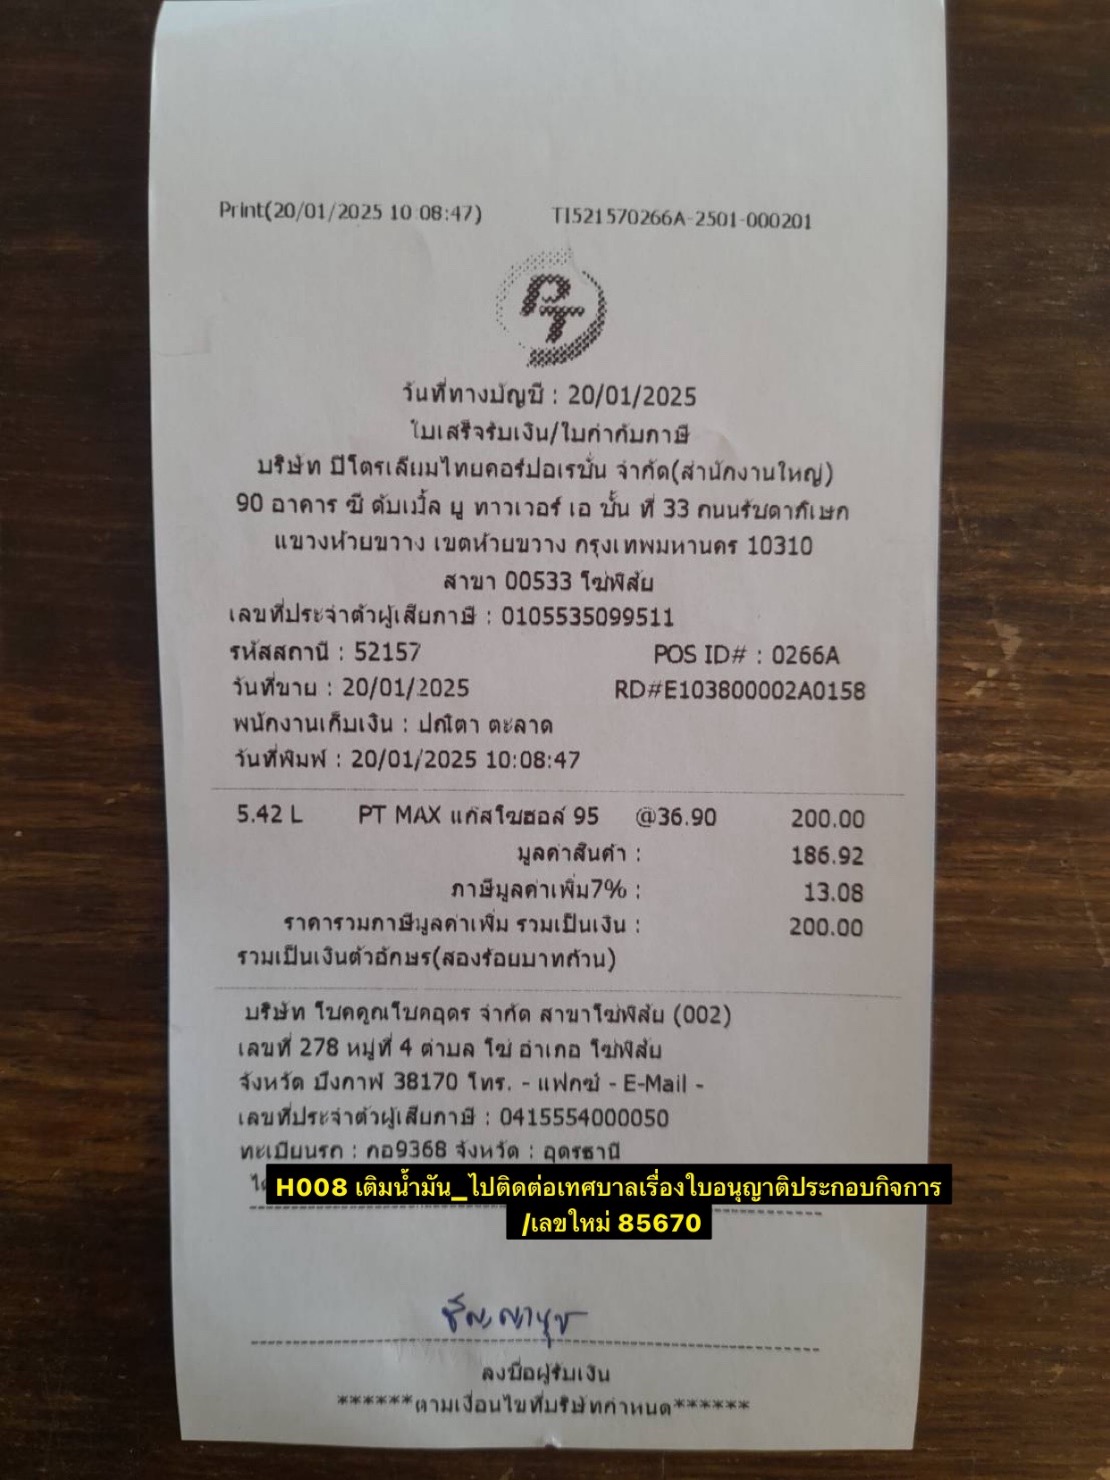 Print(20/01/2025 10:08:47) TI521570266A-2501-000201
PT
วันที่ทางบัญชี : 20/01/2025
ใบเสร็จรับเงิน/ใบกำกับภาษี
บริษัท ปิโตรเลียมไทยคอร์ปอเรชั่น จำกัด(สำนักงานใหญ่)
90 อาคาร ซี ดับเบิ้ล ยู ทาวเวอร์ เอ ชั้น ที่ 33 ถนนรัชดาภิเษก
แขวงห้วยขวาง เขตห้วยขวาง กรุงเทพมหานคร 10310
สาขา 00533 โซ่พิสัย
เลขที่ประจำตัวผู้เสียภาษี : 0105535099511
รหัสสถานี : 52157 POS ID# : 0266A
วันที่ขาย : 20/01/2025 RD#E103800002A0158
พนักงานเก็บเงิน : ปณิตา ตะลาด
วันที่พิมพ์ : 20/01/2025 10:08:47
5.42 L PT MAX แก๊สโซฮอล์ 95 @36.90 200.00
มูลค่าสินค้า : 186.92
ภาษีมูลค่าเพิ่ม7% : 13.08
ราคารวมภาษีมูลค่าเพิ่ม รวมเป็นเงิน : 200.00
รวมเป็นเงินตัวอักษร(สองร้อยบาทถ้วน)
บริษัท โชคคูณโชคอุดร จำกัด สาขาโซ่พิสัย (002)
เลขที่ 278 หมู่ที่ 4 ตำบล โซ่ อำเภอ โซ่พิสัย
จังหวัด บึงกาฬ 38170 โทร. - แฟกซ์ - E-Mail -
เลขที่ประจำตัวผู้เสียภาษี : 0415554000050
ทะเบียนรถ : กอ9368 จังหวัด : อุดรธานี
H008 เติมน้ำมัน_ไปติดต่อเทศบาลเรื่องใบอนุญาติประกอบกิจการ
/เลขใหม่ 85670
ลงชื่อผู้รับเงิน
******ตามเงื่อนไขที่บริษัทกำหนด******